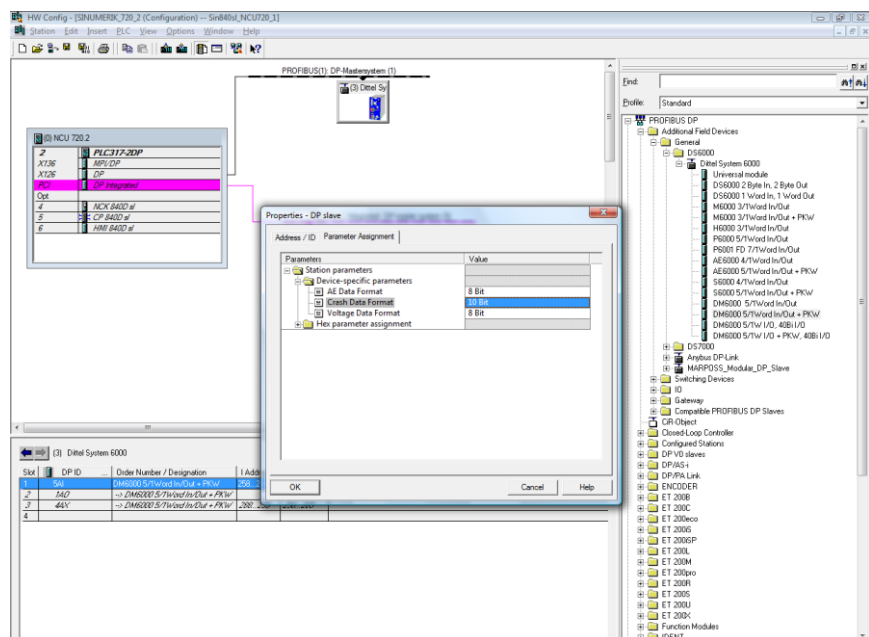 HW Config - [SINUMERIK_720_2 (Configuration) -- Sin840sl_NCU720_1]
Station Edit Insert PLC View Options Window Help
PROFIBUS(1): DP-Mastersystem (1)
(3) Dittel Sy
(0) NCU 720.2
2 PLC317-2DP
X136 MPI/DP
X126 DP
PCI DP Integrated
Opt
4 NCK 840D sl
5 CP 840D sl
6 HMI 840D sl
Properties - DP slave
Address / ID Parameter Assignment
Parameters Value
Station parameters
Device-specific parameters
AE Data Format 8 Bit
Crash Data Format 10 Bit
Voltage Data Format 8 Bit
Hex parameter assignment
OK Cancel Help
(3) Dittel System 6000
Slot DP ID ... Order Number / Designation I Add
1 5AI DM6000 5/1Word In/Out + PKW
2 1AO -> DM6000 5/1Word In/Out + PKW
3 4AX -> DM6000 5/1Word In/Out + PKW
4
Find:
Profile: Standard
PROFIBUS DP
Additional Field Devices
General
DS6000
Dittel System 6000
Universal module
DS6000 2 Byte In, 2 Byte Out
DS6000 1 Word In, 1 Word Out
M6000 3/1Word In/Out
M6000 3/1Word In/Out + PKW
H6000 3/1Word In/Out
P6000 5/1Word In/Out
P6001 FD 7/1Word In/Out
AE6000 4/1Word In/Out
AE6000 5/1Word In/Out + PKW
S6000 4/1Word In/Out
S6000 5/1Word In/Out + PKW
DM6000 5/1Word In/Out
DM6000 5/1Word In/Out + PKW
DM6000 5/1W I/O, 40Bi I/O
DM6000 5/1W I/O + PKW, 40Bi I/O
DS7000
Anybus DP-Link
MARPOSS_Modular_DP_Slave
Switching Devices
IO
Gateway
Compatible PROFIBUS DP Slaves
CiR-Object
Closed-Loop Controller
Configured Stations
DP V0 slaves
DP/AS-i
DP/PA Link
ENCODER
ET 200B
ET 200C
ET 200eco
ET 200iS
ET 200iSP
ET 200L
ET 200M
ET 200pro
ET 200R
ET 200S
ET 200U
ET 200X
Function Modules
IDENT